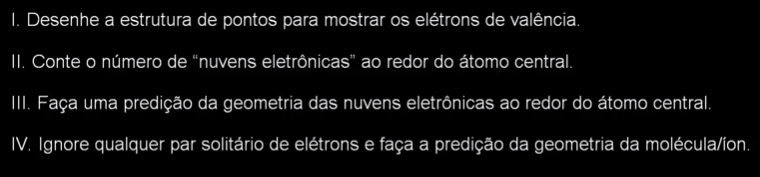 I. Desenhe a estrutura de pontos para mostrar os elétrons de valência.
II. Conte o número de “nuvens eletrônicas” ao redor do átomo central.
III. Faça uma predição da geometria das nuvens eletrônicas ao redor do átomo central.
IV. Ignore qualquer par solitário de elétrons e faça a predição da geometria da molécula/íon.